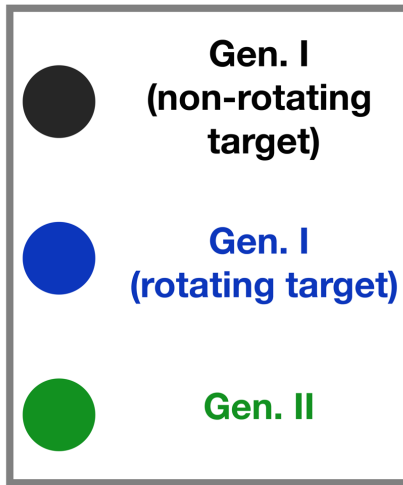 Gen. I
(non-rotating
target)
Gen. I
(rotating target)
Gen. II